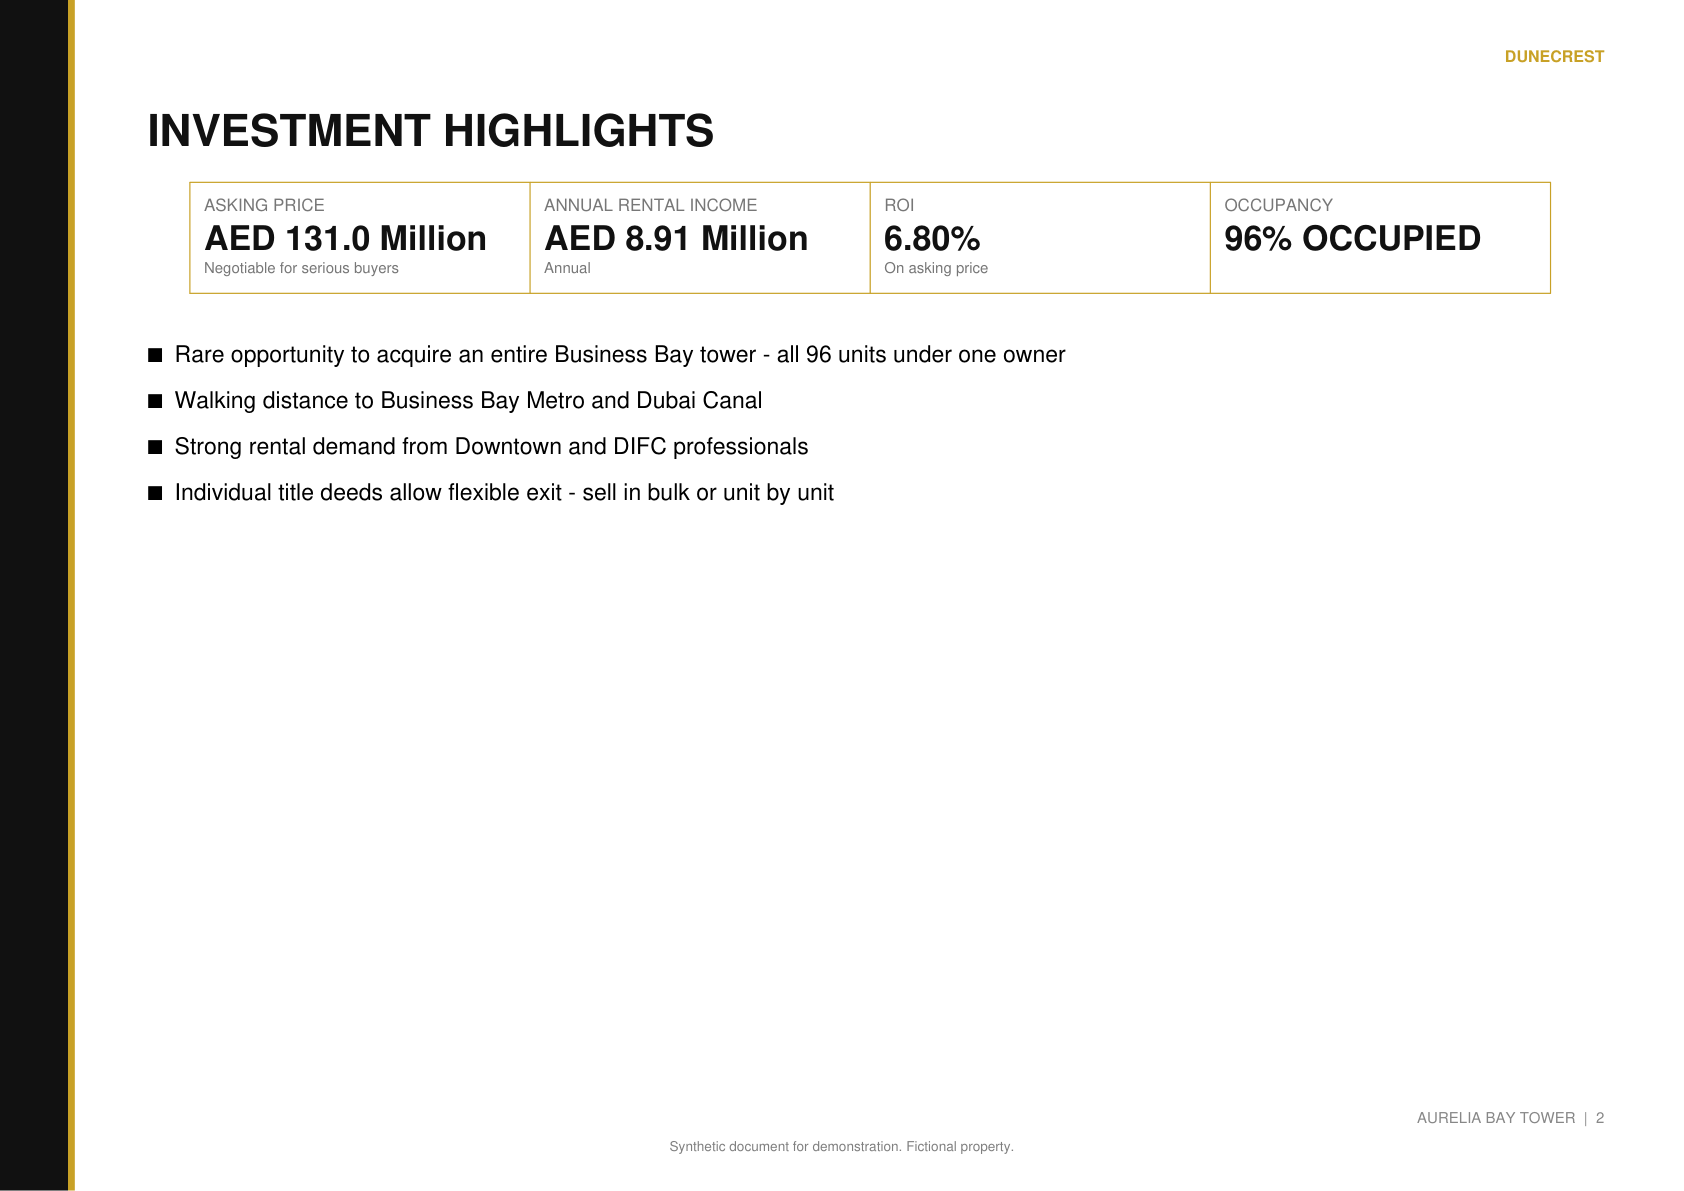 DUNECREST
INVESTMENT HIGHLIGHTS
ASKING PRICE
AED 131.0 Million
Negotiable for serious buyers
ANNUAL RENTAL INCOME
AED 8.91 Million
Annual
ROI
6.80%
On asking price
OCCUPANCY
96% OCCUPIED
■ Rare opportunity to acquire an entire Business Bay tower - all 96 units under one owner
■ Walking distance to Business Bay Metro and Dubai Canal
■ Strong rental demand from Downtown and DIFC professionals
■ Individual title deeds allow flexible exit - sell in bulk or unit by unit
AURELIA BAY TOWER | 2
Synthetic document for demonstration. Fictional property.